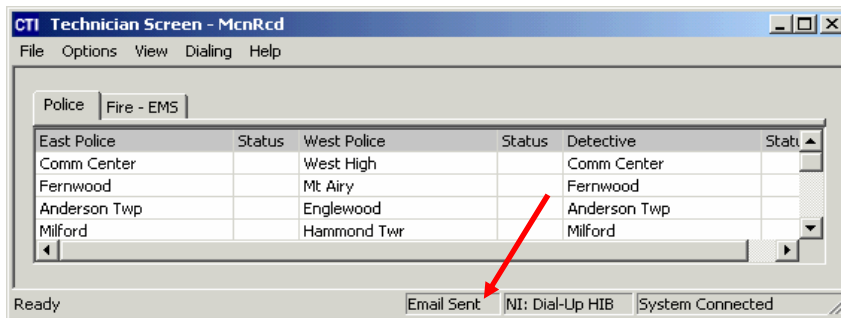 CTI Technician Screen - McnRcd
File Options View Dialing Help
Police Fire - EMS
East Police Status West Police Status Detective Statu
Comm Center West High Comm Center
Fernwood Mt Airy Fernwood
Anderson Twp Englewood Anderson Twp
Milford Hammond Twr Milford
Ready Email Sent NI: Dial-Up HIB System Connected